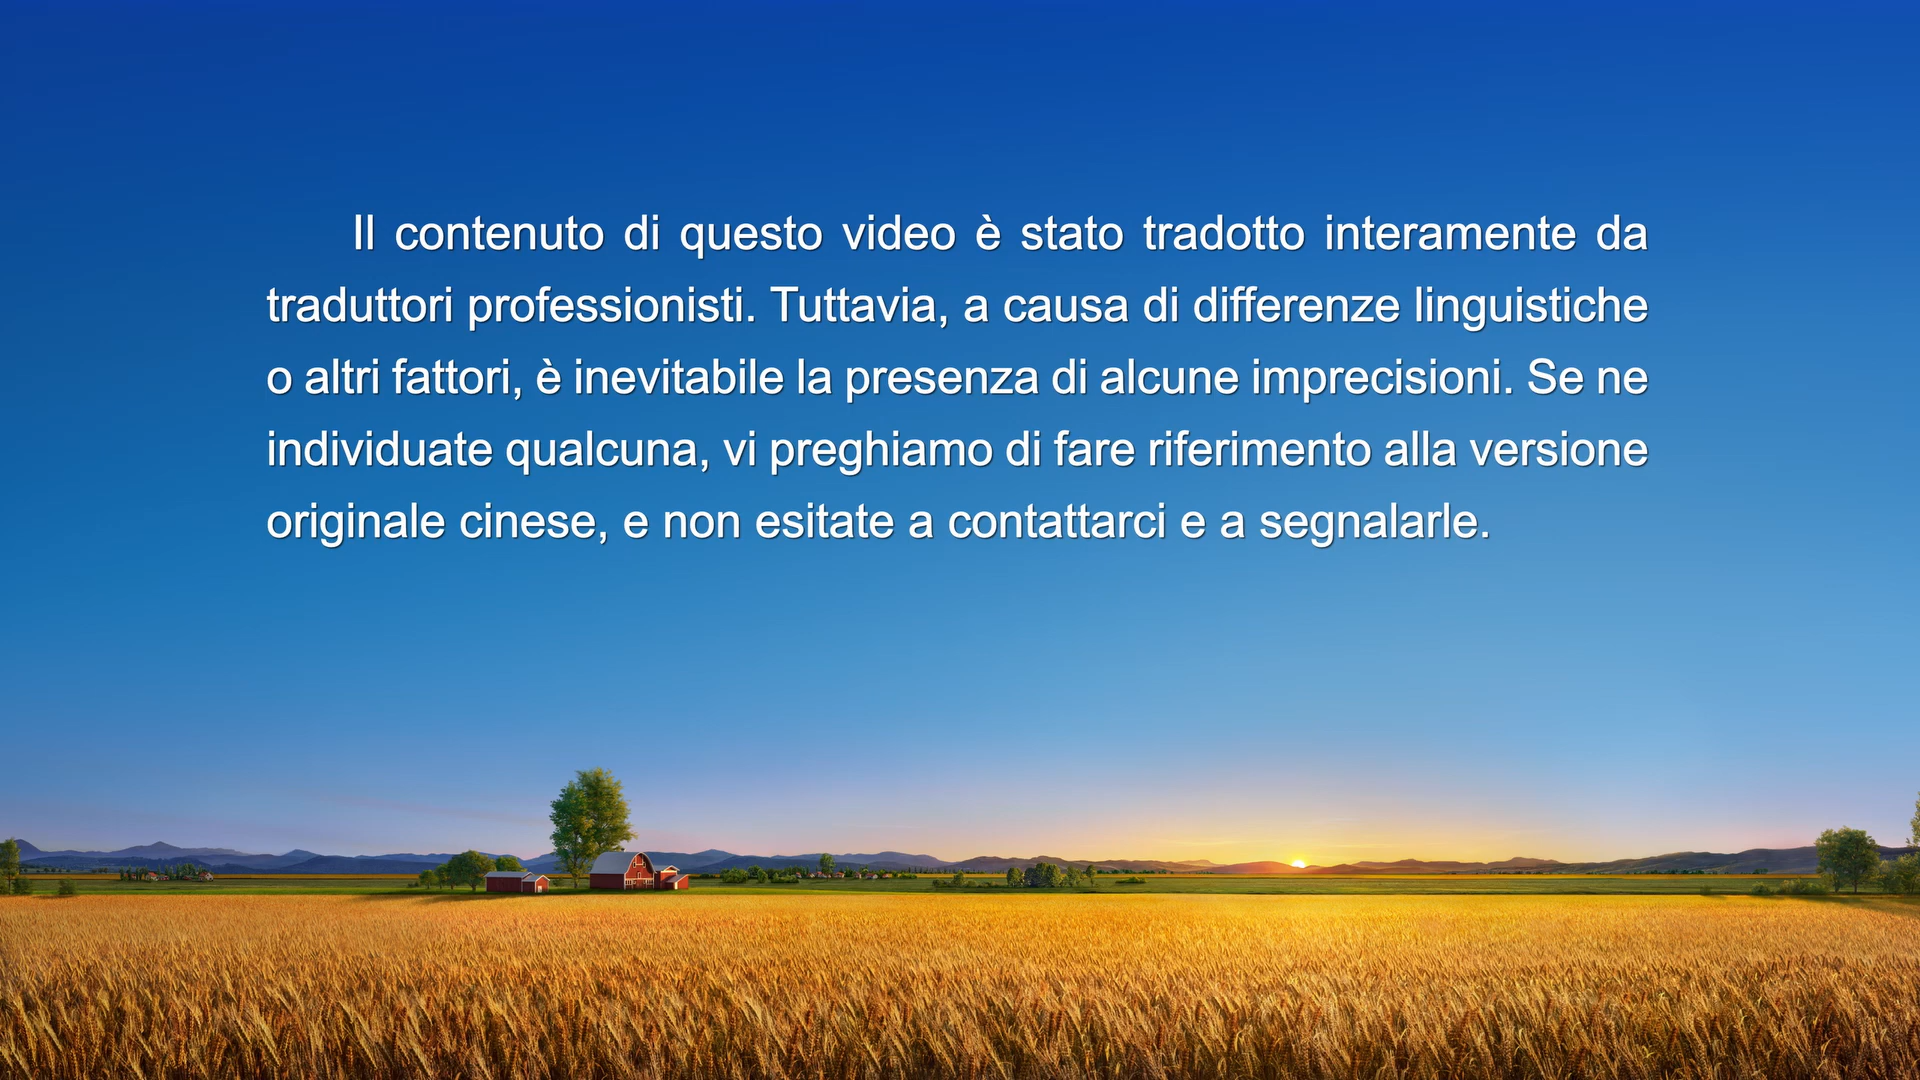 Il contenuto di questo video è stato tradotto interamente da
traduttori professionisti. Tuttavia, a causa di differenze linguistiche
o altri fattori, è inevitabile la presenza di alcune imprecisioni. Se ne
individuate qualcuna, vi preghiamo di fare riferimento alla versione
originale cinese, e non esitate a contattarci e a segnalarle.